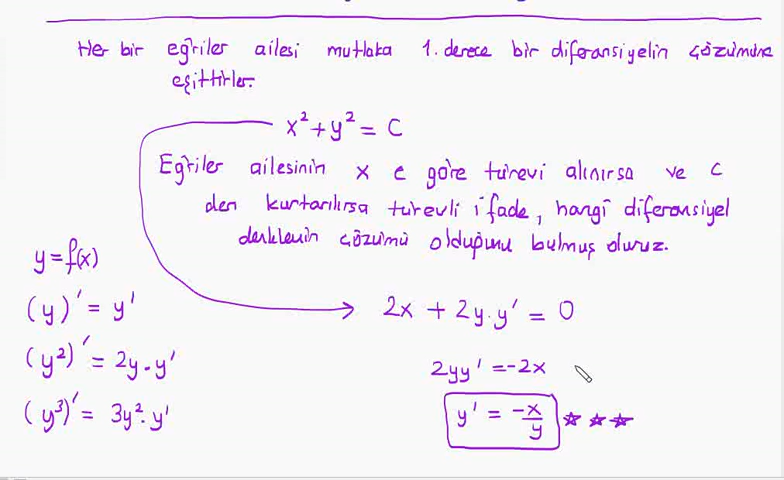 Her bir eğriler ailesi mutlaka 1. derece bir diferansiyelin çözümüne
eşittirler.
x² + y² = C
Eğriler ailesinin x e göre türevi alınırsa ve c
den kurtarılırsa türevli ifade, hangi diferensiyel
denklemin çözümü olduğunu bulmuş oluruz.
y = f(x)
(y)' = y'
2x + 2y.y' = 0
(y²)' = 2y.y'
2yy' = -2x
(y³)' = 3y².y'
y' = -x/y